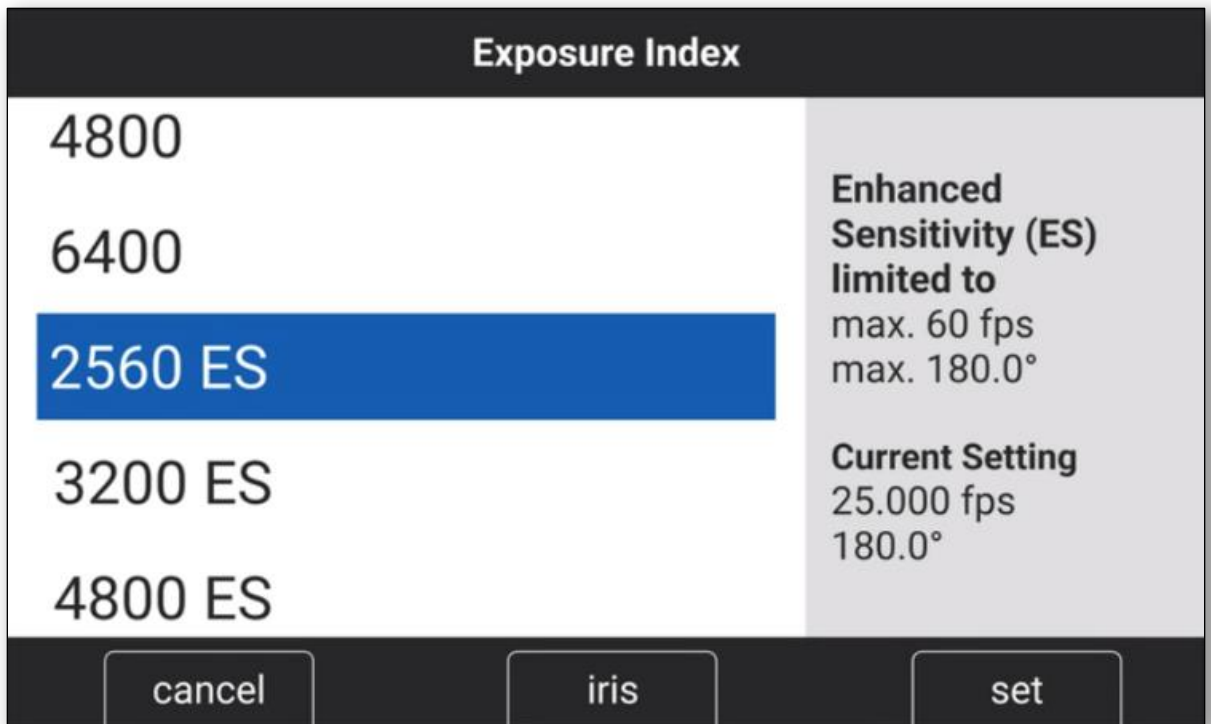 Exposure Index
4800
6400
2560 ES
3200 ES
4800 ES
Enhanced
Sensitivity (ES)
limited to
max. 60 fps
max. 180.0°
Current Setting
25.000 fps
180.0°
cancel
iris
set